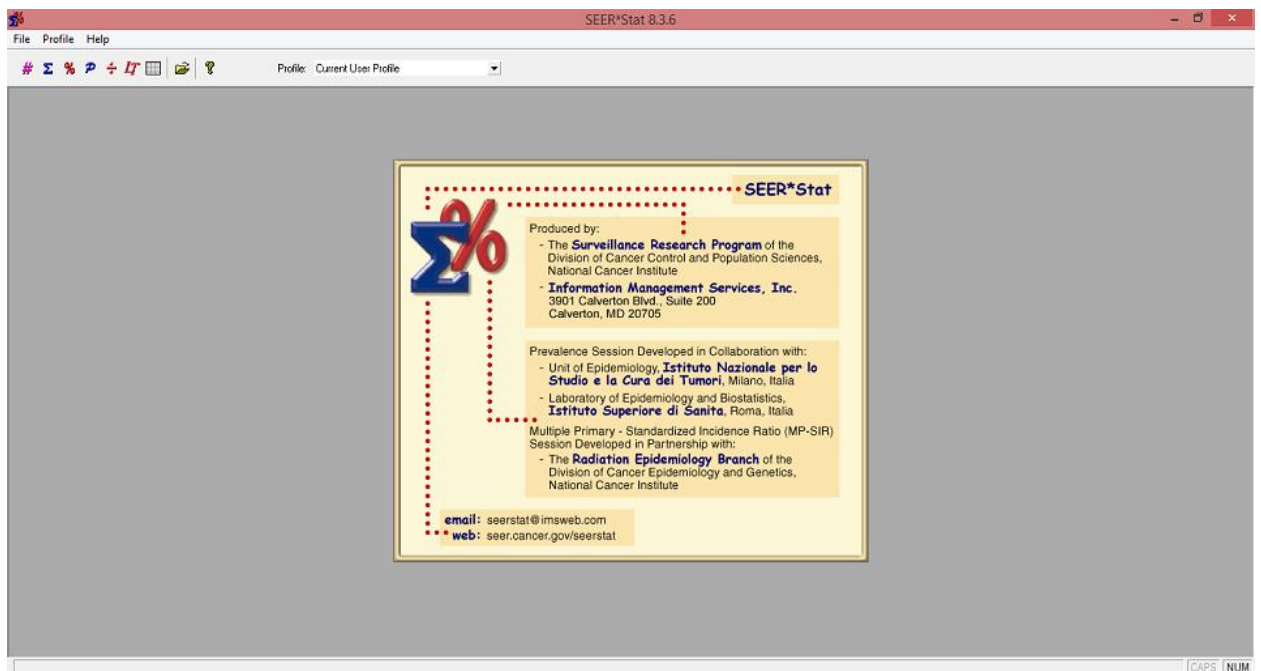 SEER*Stat 8.3.6
File Profile Help
# Σ % P ÷ LT ? Profile: Current User Profile
SEER*Stat
Σ%
Produced by:
- The Surveillance Research Program of the
Division of Cancer Control and Population Sciences,
National Cancer Institute
- Information Management Services, Inc.
3901 Calverton Blvd., Suite 200
Calverton, MD 20705
Prevalence Session Developed in Collaboration with:
- Unit of Epidemiology, Istituto Nazionale per lo
Studio e la Cura dei Tumori, Milano, Italia
- Laboratory of Epidemiology and Biostatistics,
Istituto Superiore di Sanita, Roma, Italia
Multiple Primary - Standardized Incidence Ratio (MP-SIR)
Session Developed in Partnership with:
- The Radiation Epidemiology Branch of the
Division of Cancer Epidemiology and Genetics,
National Cancer Institute
email: seerstat@imsweb.com
web: seer.cancer.gov/seerstat
CAPS NUM